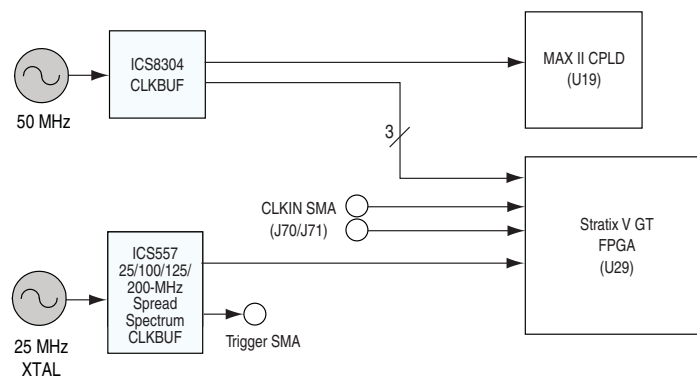 ICS8304
CLKBUF
50 MHz
MAX II CPLD
(U19)
3
CLKIN SMA
(J70/J71)
Stratix V GT
FPGA
(U29)
ICS557
25/100/125/
200-MHz
Spread
Spectrum
CLKBUF
Trigger SMA
25 MHz
XTAL